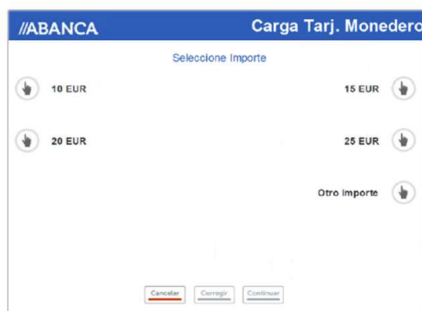 //ABANCA Carga Tarj. Monedero
Seleccione Importe
10 EUR 15 EUR
20 EUR 25 EUR
Otro Importe
Cancelar Corregir Continuar